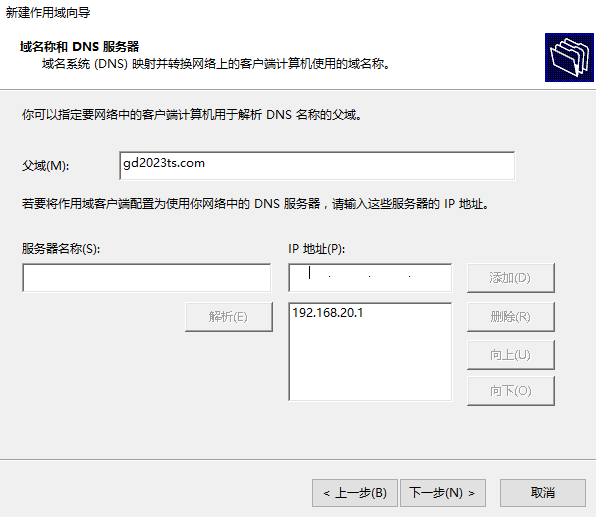 新建作用域向导
域名称和 DNS 服务器
域名系统 (DNS) 映射并转换网络上的客户端计算机使用的域名称。
你可以指定要网络中的客户端计算机用于解析 DNS 名称的父域。
父域(M):
gd2023ts.com
若要将作用域客户端配置为使用你网络中的 DNS 服务器，请输入这些服务器的 IP 地址。
服务器名称(S):
IP 地址(P):
添加(D)
解析(E)
192.168.20.1
删除(R)
向上(U)
向下(O)
< 上一步(B)
下一步(N) >
取消